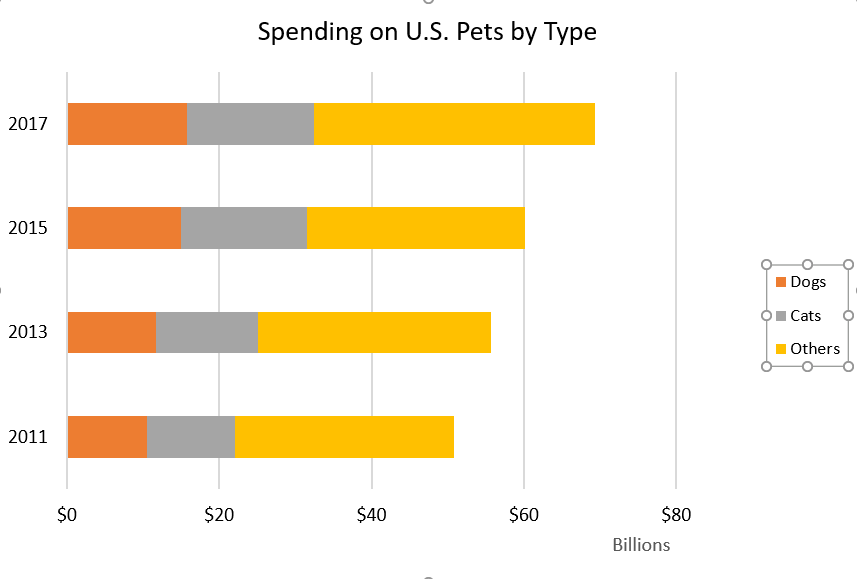 Spending on U.S. Pets by Type
2017
2015
2013
2011
$0 $20 $40 $60 $80
Billions
Dogs
Cats
Others